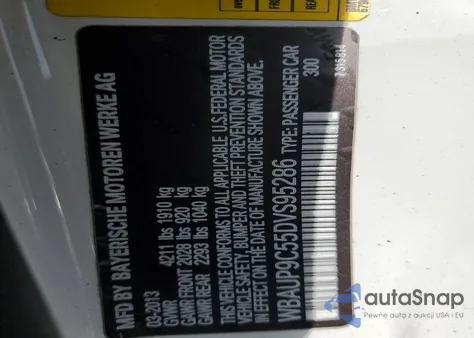 MFD BY BAYERISCHE MOTOREN WERKE AG
03-2013
GVWR 4211 lbs 1910 kg
GAWR FRONT 2028 lbs 920 kg
GAWR REAR 2293 lbs 1040 kg
THIS VEHICLE CONFORMS TO ALL APPLICABLE U.S.FEDERAL MOTOR
VEHICLE SAFETY, BUMPER AND THEFT PREVENTION STANDARDS
IN EFFECT ON THE DATE OF MANUFACTURE SHOWN ABOVE.
WBAUP9C55DVS95286 TYPE: PASSENGER CAR
300
7 315 814
autaSnap
Pewne auta z aukcji USA i EU